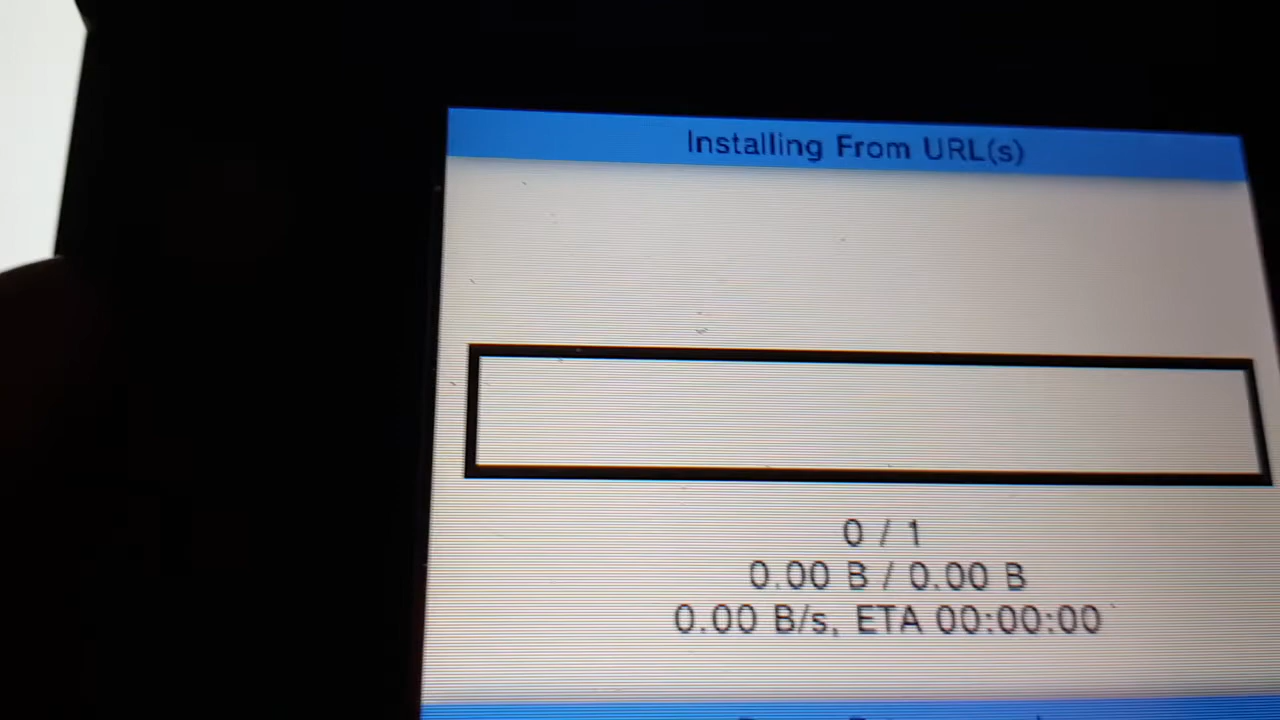 Installing From URL(s)
0 / 1
0.00 B / 0.00 B
0.00 B/s, ETA 00:00:00